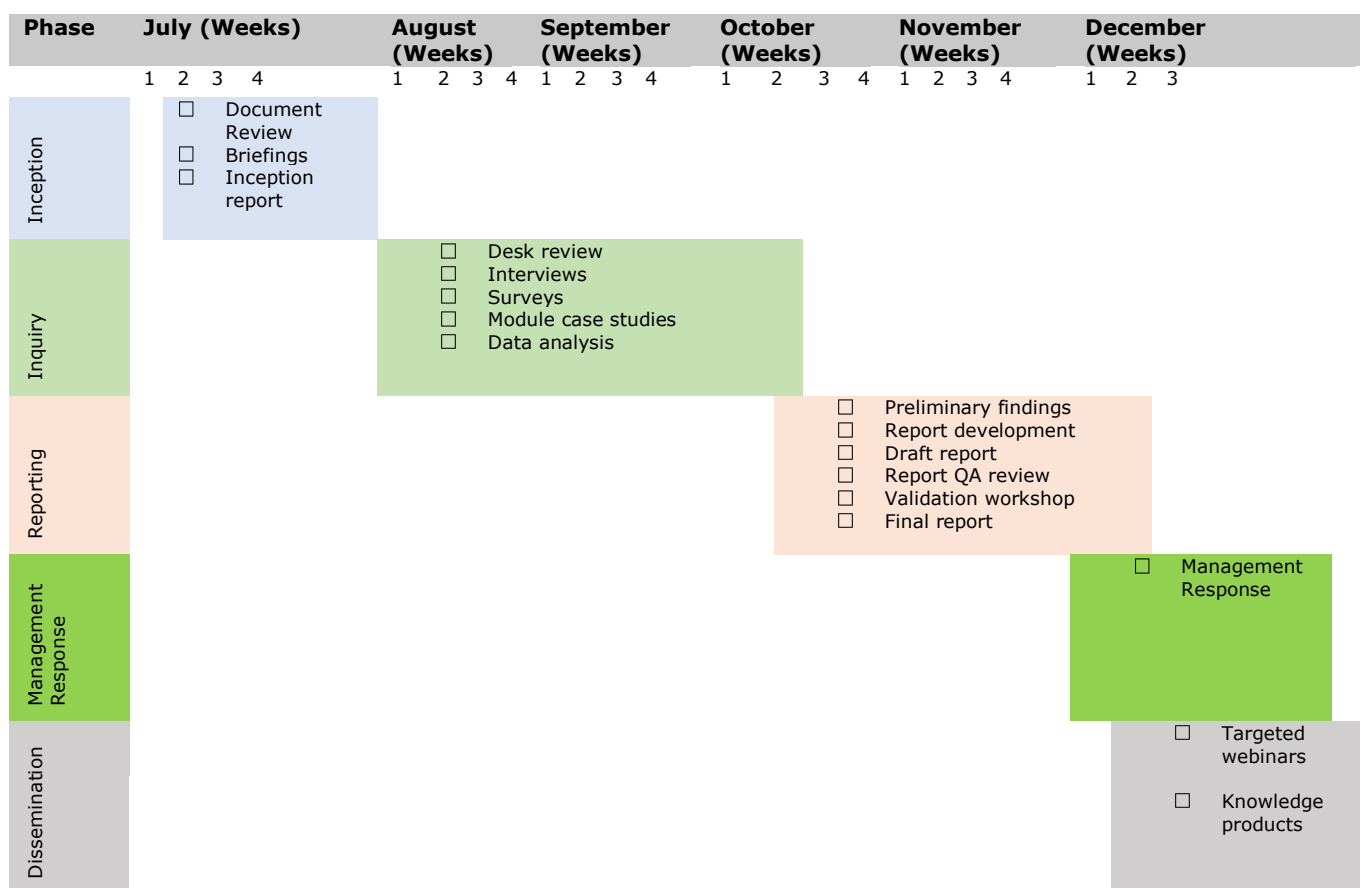 Phase July (Weeks) August (Weeks) September (Weeks) October (Weeks) November (Weeks) December (Weeks)
1 2 3 4 1 2 3 4 1 2 3 4 1 2 3 4 1 2 3 4 1 2 3
Inception
☐ Document
Review
☐ Briefings
☐ Inception
report
Inquiry
☐ Desk review
☐ Interviews
☐ Surveys
☐ Module case studies
☐ Data analysis
Reporting
☐ Preliminary findings
☐ Report development
☐ Draft report
☐ Report QA review
☐ Validation workshop
☐ Final report
Management
Response
☐ Management
Response
Dissemination
☐ Targeted
webinars
☐ Knowledge
products